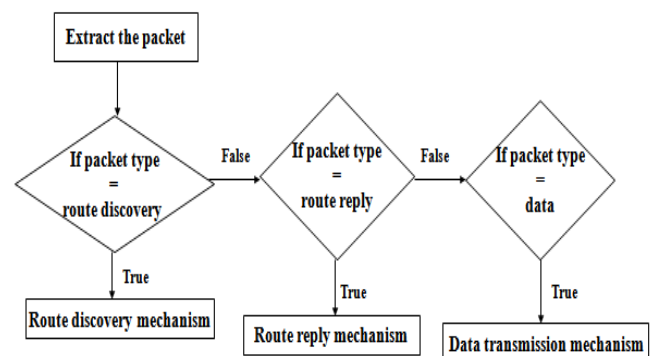 Extract the packet
If packet type
=
route discovery
False
If packet type
=
route reply
False
If packet type
=
data
True
True
True
Route discovery mechanism
Route reply mechanism
Data transmission mechanism